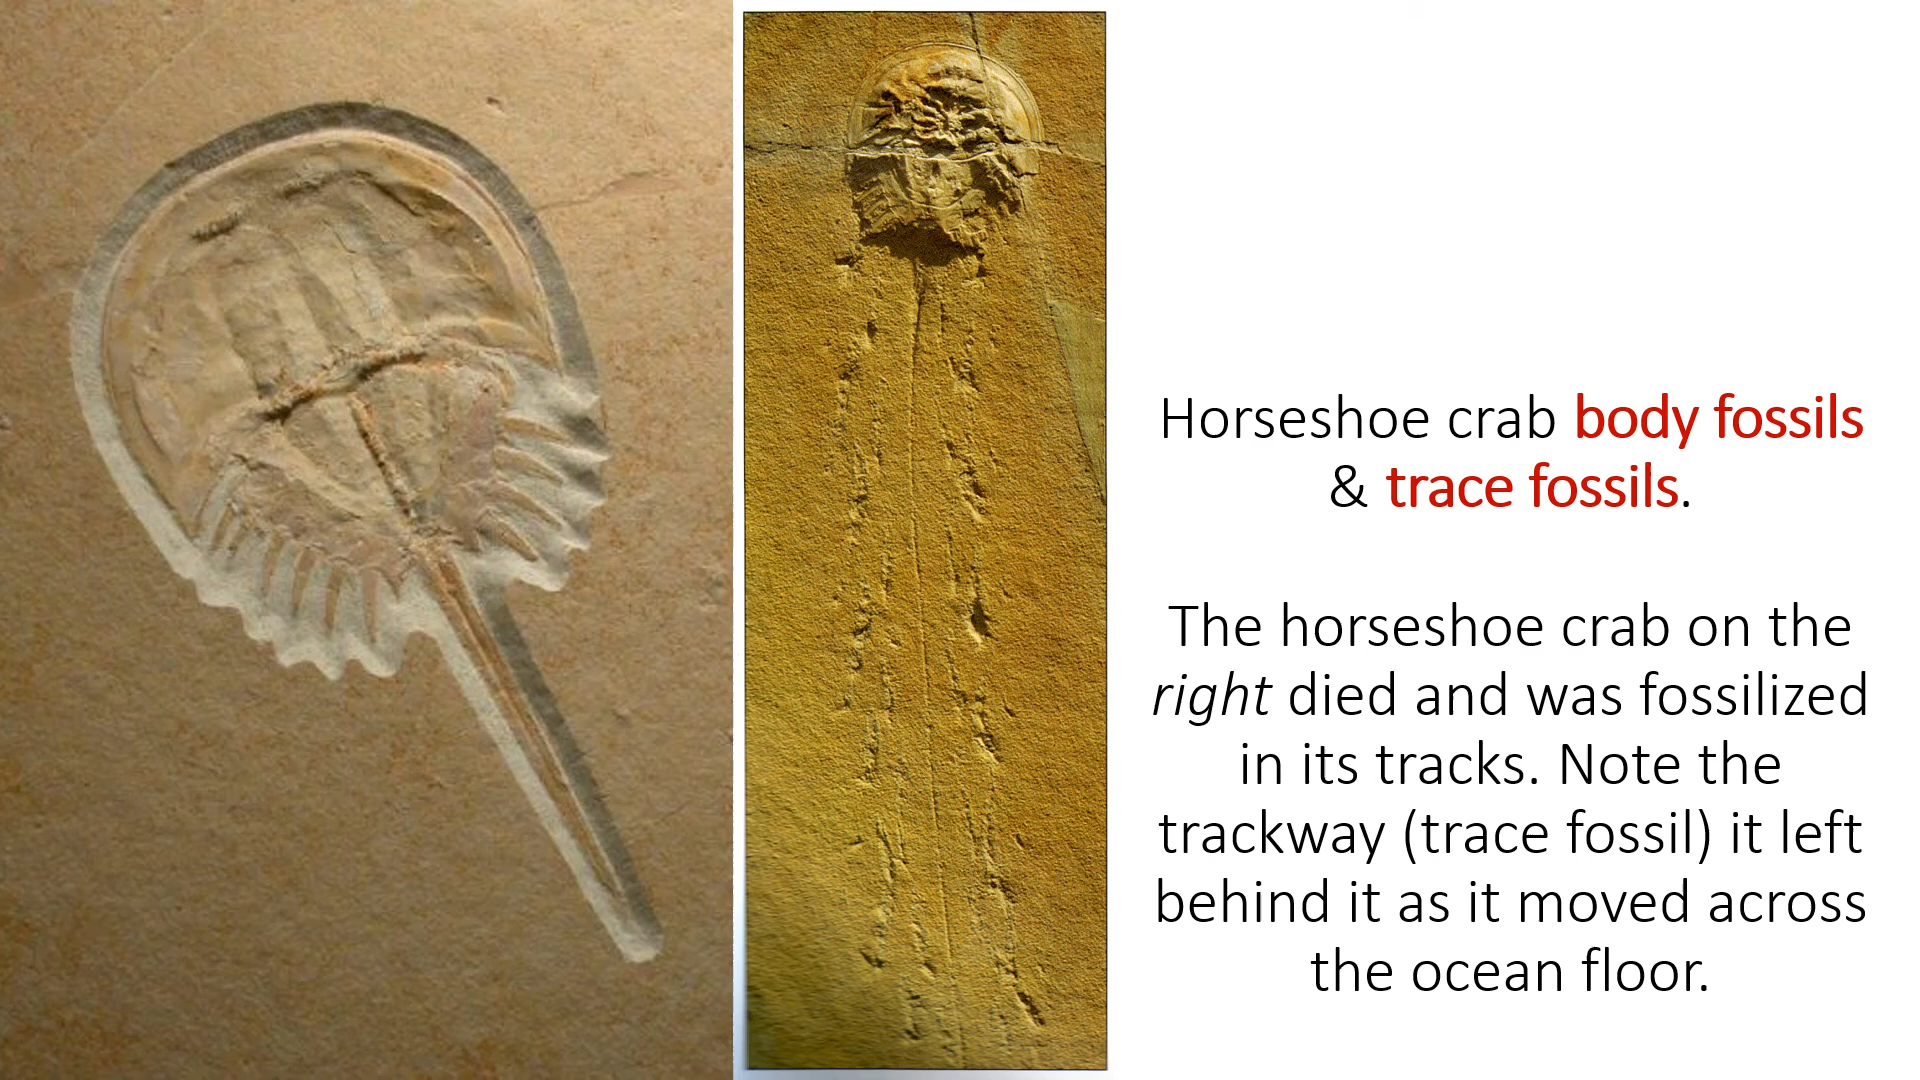 Horseshoe crab body fossils
& trace fossils.
The horseshoe crab on the
right died and was fossilized
in its tracks. Note the
trackway (trace fossil) it left
behind it as it moved across
the ocean floor.